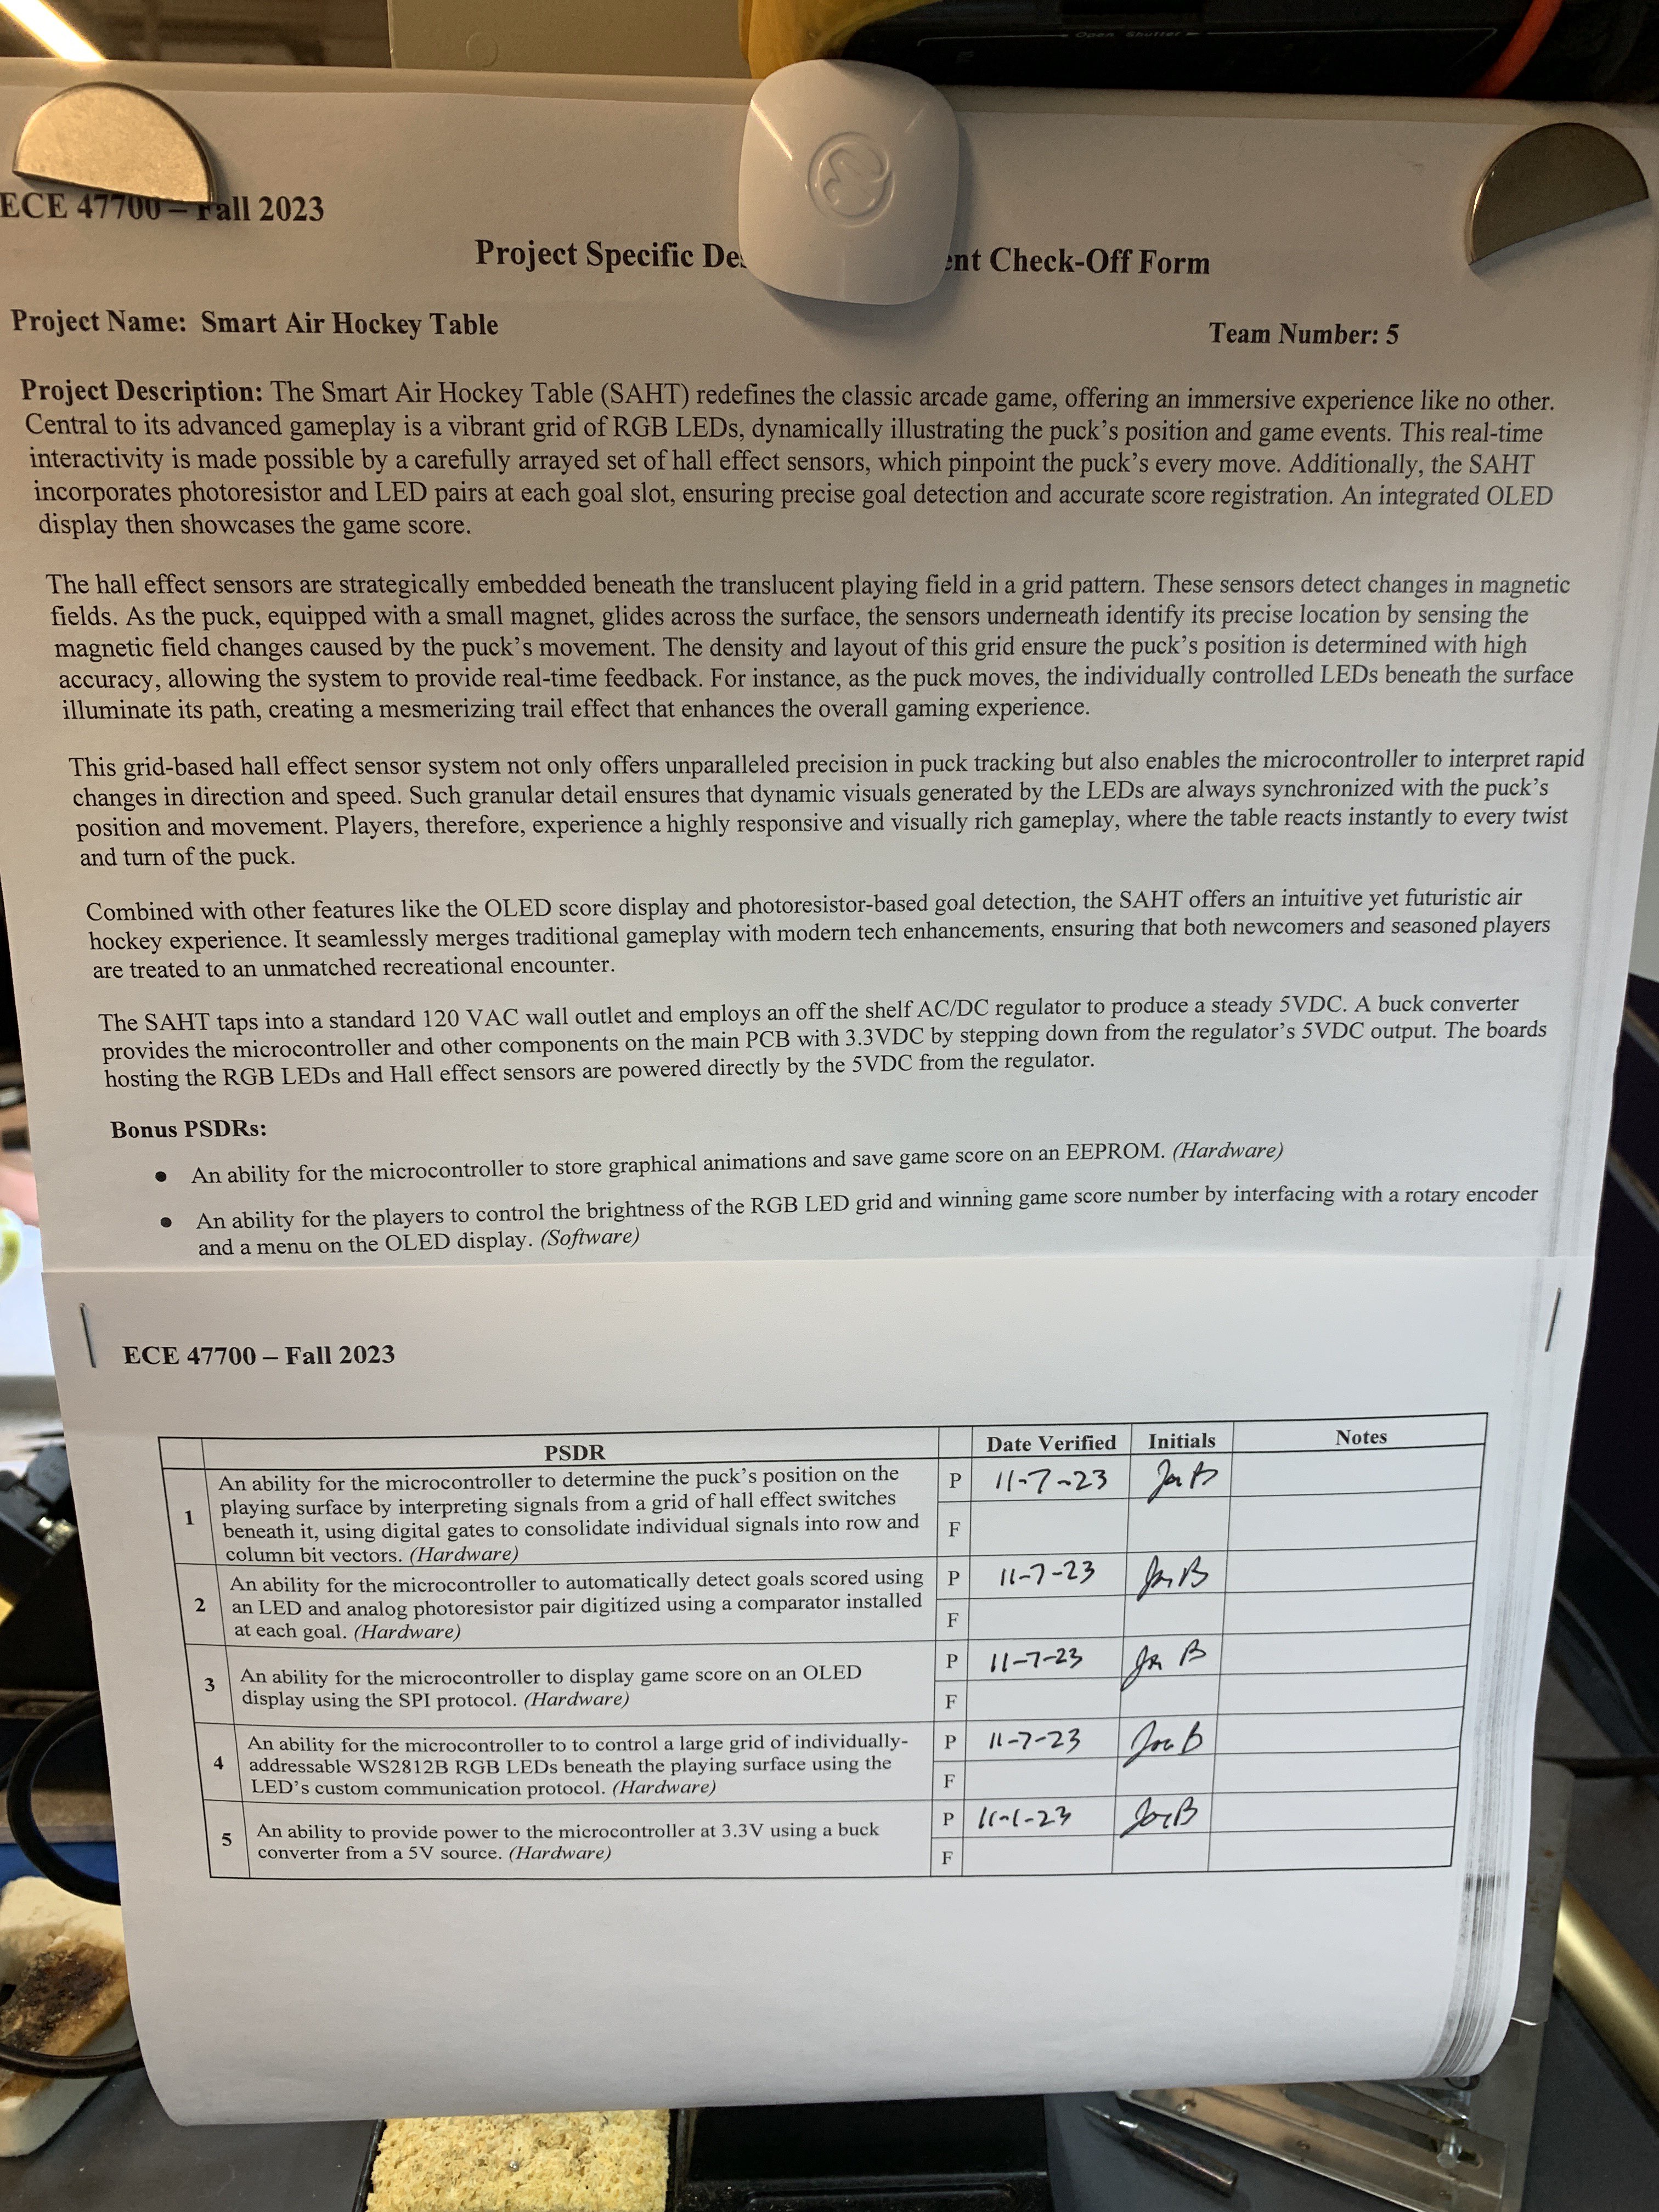 Open Shutter
ECE 47700 – Fall 2023
Project Specific Des ent Check-Off Form
Project Name: Smart Air Hockey Table
Team Number: 5
Project Description: The Smart Air Hockey Table (SAHT) redefines the classic arcade game, offering an immersive experience like no other.
Central to its advanced gameplay is a vibrant grid of RGB LEDs, dynamically illustrating the puck's position and game events. This real-time
interactivity is made possible by a carefully arrayed set of hall effect sensors, which pinpoint the puck's every move. Additionally, the SAHT
incorporates photoresistor and LED pairs at each goal slot, ensuring precise goal detection and accurate score registration. An integrated OLED
display then showcases the game score.
The hall effect sensors are strategically embedded beneath the translucent playing field in a grid pattern. These sensors detect changes in magnetic
fields. As the puck, equipped with a small magnet, glides across the surface, the sensors underneath identify its precise location by sensing the
magnetic field changes caused by the puck's movement. The density and layout of this grid ensure the puck's position is determined with high
accuracy, allowing the system to provide real-time feedback. For instance, as the puck moves, the individually controlled LEDs beneath the surface
illuminate its path, creating a mesmerizing trail effect that enhances the overall gaming experience.
This grid-based hall effect sensor system not only offers unparalleled precision in puck tracking but also enables the microcontroller to interpret rapid
changes in direction and speed. Such granular detail ensures that dynamic visuals generated by the LEDs are always synchronized with the puck's
position and movement. Players, therefore, experience a highly responsive and visually rich gameplay, where the table reacts instantly to every twist
and turn of the puck.
Combined with other features like the OLED score display and photoresistor-based goal detection, the SAHT offers an intuitive yet futuristic air
hockey experience. It seamlessly merges traditional gameplay with modern tech enhancements, ensuring that both newcomers and seasoned players
are treated to an unmatched recreational encounter.
The SAHT taps into a standard 120 VAC wall outlet and employs an off the shelf AC/DC regulator to produce a steady 5VDC. A buck converter
provides the microcontroller and other components on the main PCB with 3.3VDC by stepping down from the regulator's 5VDC output. The boards
hosting the RGB LEDs and Hall effect sensors are powered directly by the 5VDC from the regulator.
Bonus PSDRs:
• An ability for the microcontroller to store graphical animations and save game score on an EEPROM. (Hardware)
• An ability for the players to control the brightness of the RGB LED grid and winning game score number by interfacing with a rotary encoder
and a menu on the OLED display. (Software)
ECE 47700 – Fall 2023
PSDR Date Verified Initials Notes
1 An ability for the microcontroller to determine the puck's position on the
playing surface by interpreting signals from a grid of hall effect switches
beneath it, using digital gates to consolidate individual signals into row and
column bit vectors. (Hardware)
P 11-7-23
F
2 An ability for the microcontroller to automatically detect goals scored using
an LED and analog photoresistor pair digitized using a comparator installed
at each goal. (Hardware)
P 11-7-23
F
3 An ability for the microcontroller to display game score on an OLED
display using the SPI protocol. (Hardware)
P 11-7-23
F
4 An ability for the microcontroller to to control a large grid of individually-
addressable WS2812B RGB LEDs beneath the playing surface using the
LED's custom communication protocol. (Hardware)
P 11-7-23
F
5 An ability to provide power to the microcontroller at 3.3V using a buck
converter from a 5V source. (Hardware)
P 11-1-23
F